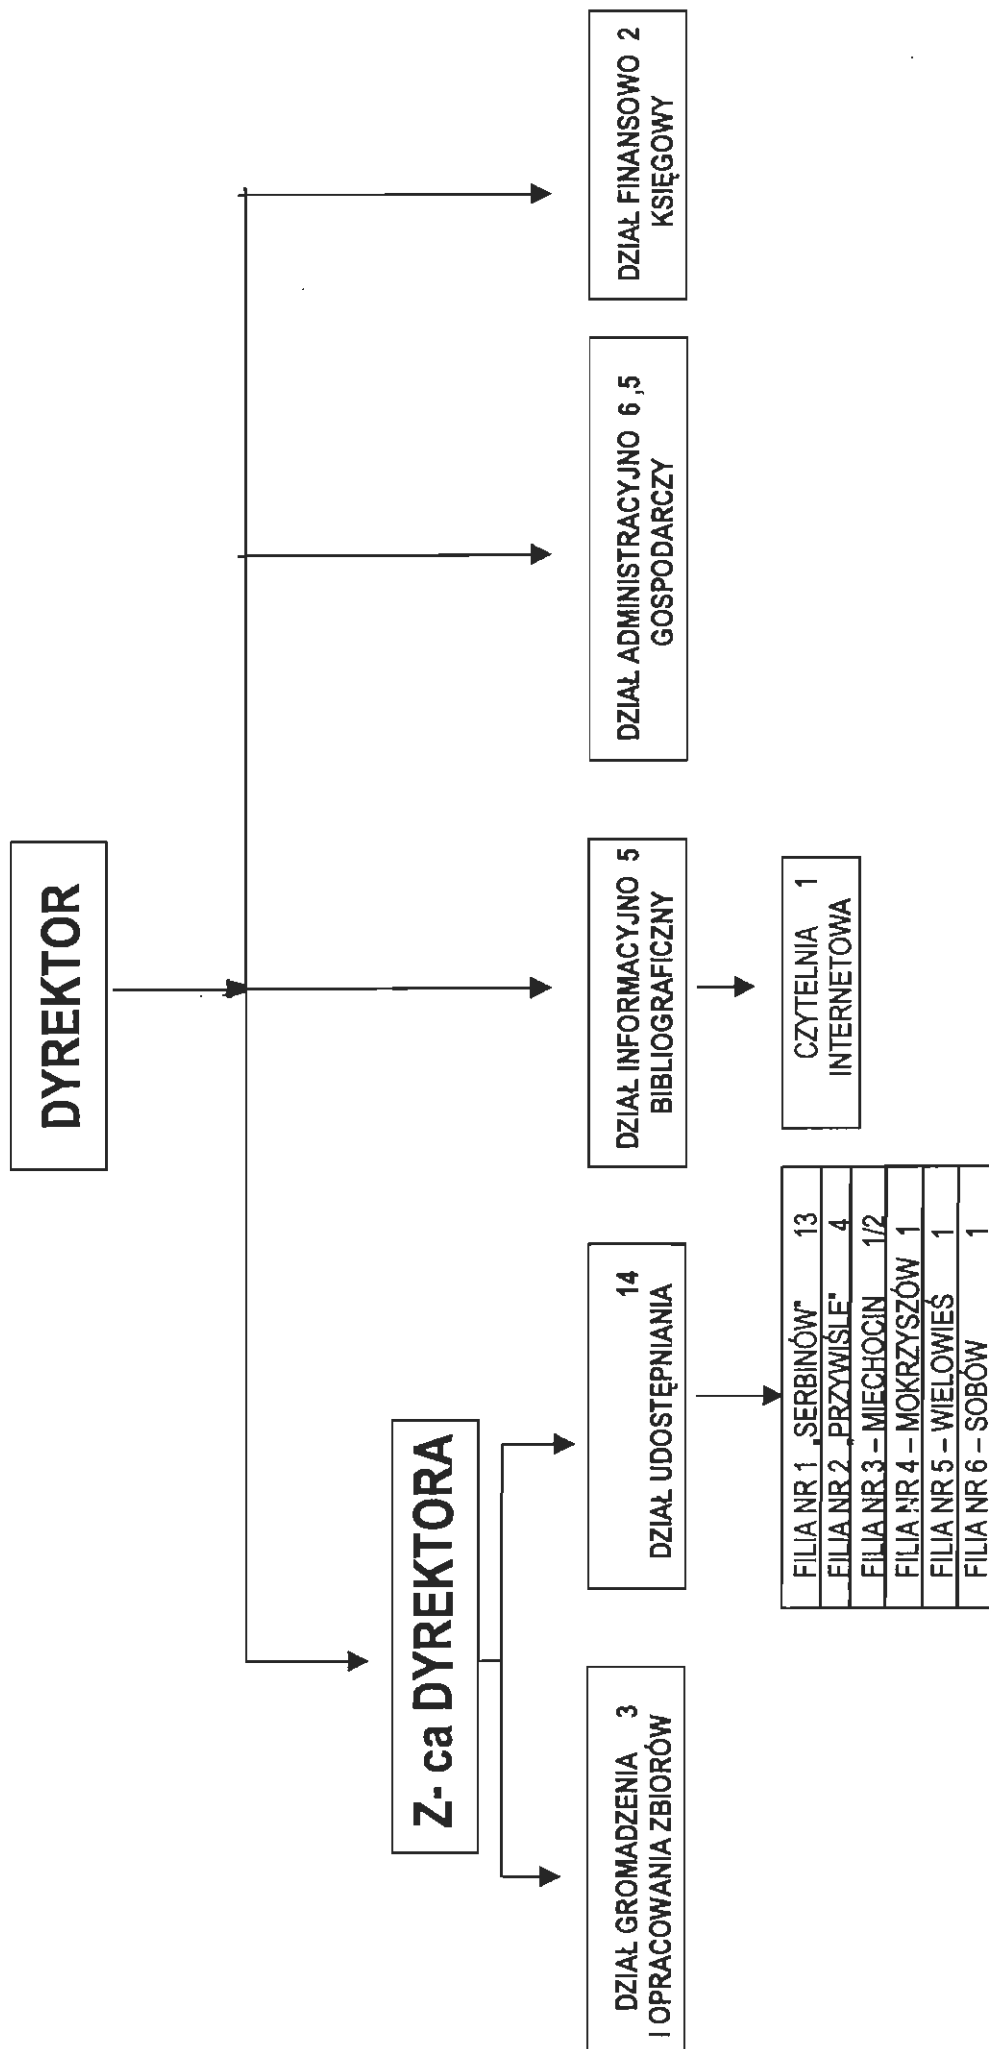 DYREKTOR
Z- ca DYREKTORA
DZIAŁ GROMADZENIA 3
I OPRACOWANIA ZBIORÓW
14
DZIAŁ UDOSTĘPNIANIA
DZIAŁ INFORMACYJNO 5
BIBLIOGRAFICZNY
DZIAŁ ADMINISTRACYJNO 6 ,5
GOSPODARCZY
DZIAŁ FINANSOWO 2
KSIĘGOWY
FILIA NR 1 „SERBINÓW" 13
FILIA NR 2 „PRZYWIŚLE" 4
FILIA NR 3 – MIECHOCIN 1/2
FILIA NR 4 – MOKRZYSZÓW 1
FILIA NR 5 – WIELOWIEŚ 1
FILIA NR 6 – SOBÓW 1
CZYTELNIA 1
INTERNETOWA